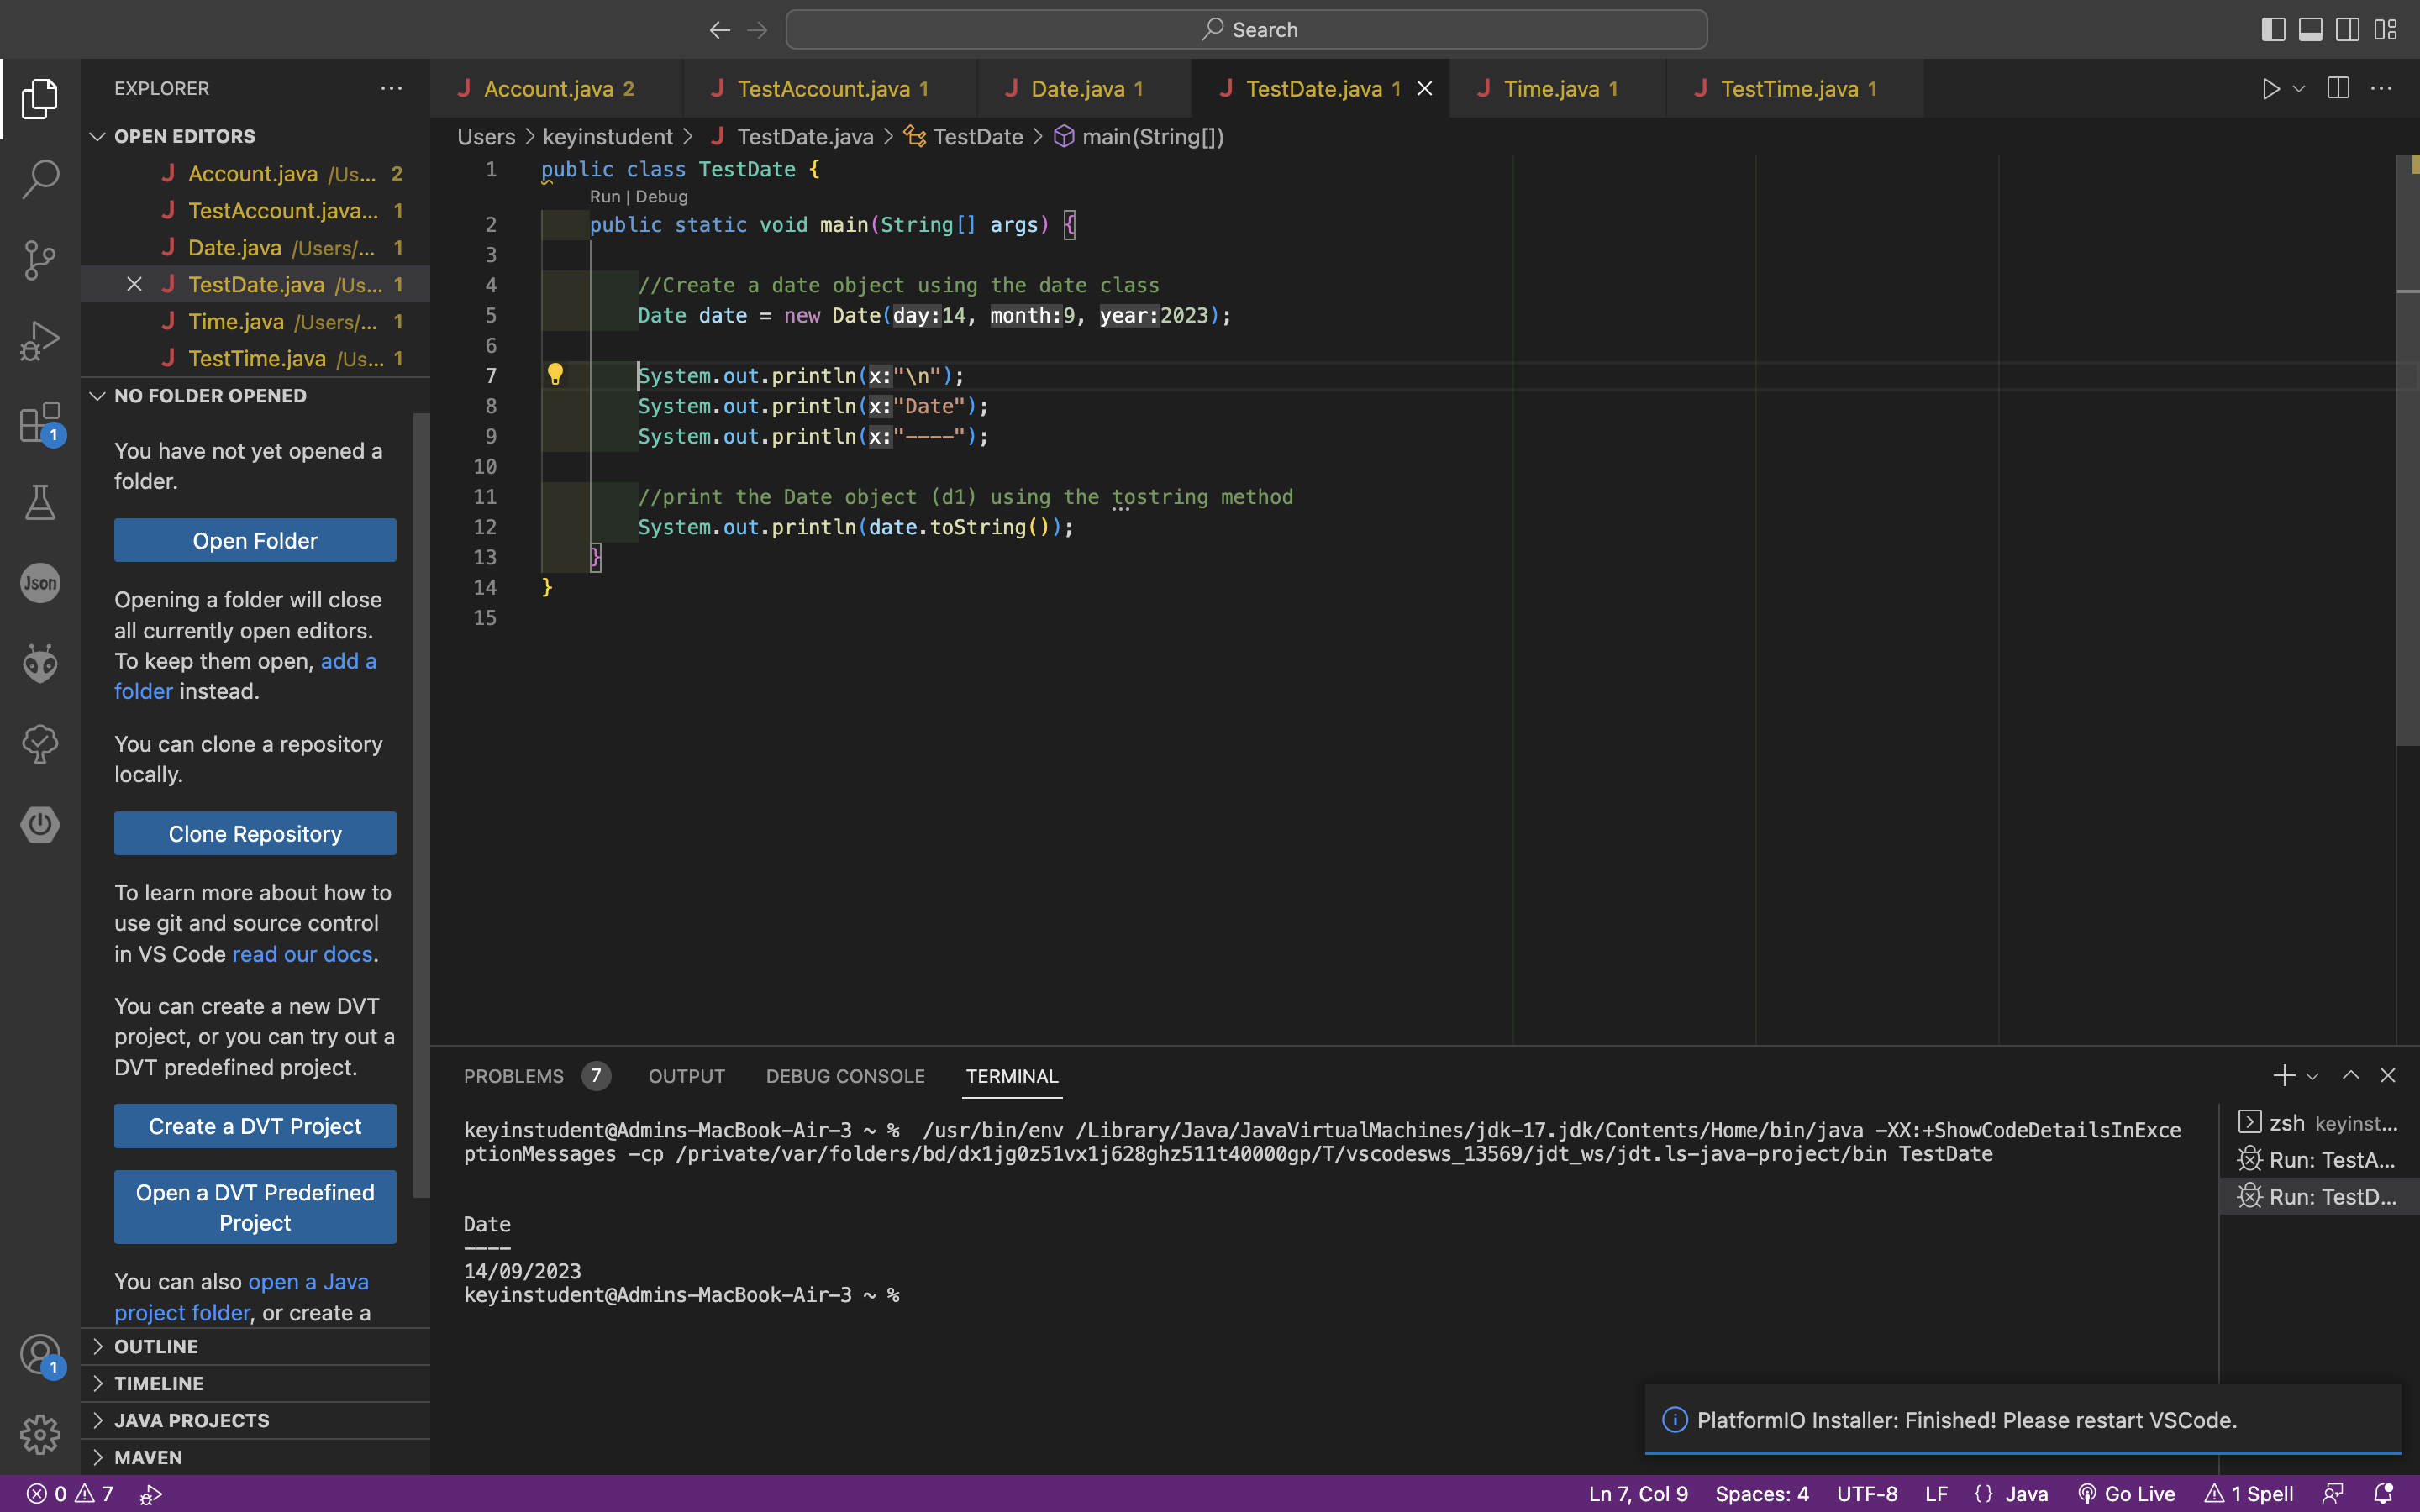 Search
EXPLORER
OPEN EDITORS
Account.java /Us... 2
TestAccount.java... 1
Date.java /Users/... 1
TestDate.java /Us... 1
Time.java /Users/... 1
TestTime.java /Us... 1
NO FOLDER OPENED
You have not yet opened a
folder.
Open Folder
Opening a folder will close
all currently open editors.
To keep them open, add a
folder instead.
You can clone a repository
locally.
Clone Repository
To learn more about how to
use git and source control
in VS Code read our docs.
You can create a new DVT
project, or you can try out a
DVT predefined project.
Create a DVT Project
Open a DVT Predefined
Project
You can also open a Java
project folder, or create a
OUTLINE
TIMELINE
JAVA PROJECTS
MAVEN
1
Json
1
Account.java 2 TestAccount.java 1 Date.java 1 TestDate.java 1 Time.java 1 TestTime.java 1
Users > keyinstudent > TestDate.java > TestDate > main(String[])
1 public class TestDate {
Run | Debug
2 public static void main(String[] args) {
3
4 //Create a date object using the date class
5 Date date = new Date(day:14, month:9, year:2023);
6
7 System.out.println(x:"\n");
8 System.out.println(x:"Date");
9 System.out.println(x:"----");
10
11 //print the Date object (d1) using the tostring method
12 System.out.println(date.toString());
13 }
14 }
15
PROBLEMS 7 OUTPUT DEBUG CONSOLE TERMINAL
keyinstudent@Admins-MacBook-Air-3 ~ % /usr/bin/env /Library/Java/JavaVirtualMachines/jdk-17.jdk/Contents/Home/bin/java -XX:+ShowCodeDetailsInExce
ptionMessages -cp /private/var/folders/bd/dx1jg0z51vx1j628ghz511t40000gp/T/vscodesws_13569/jdt_ws/jdt.ls-java-project/bin TestDate
Date
----
14/09/2023
keyinstudent@Admins-MacBook-Air-3 ~ %
zsh keyinst...
Run: TestA...
Run: TestD...
PlatformIO Installer: Finished! Please restart VSCode.
0 7 Ln 7, Col 9 Spaces: 4 UTF-8 LF {} Java Go Live 1 Spell